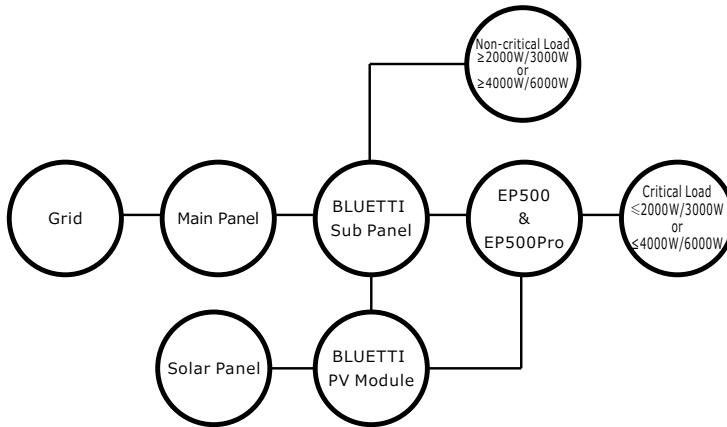 Non-critical Load
≥2000W/3000W
or
≥4000W/6000W
Grid
Main Panel
BLUETTI
Sub Panel
EP500
&
EP500Pro
Critical Load
≤2000W/3000W
or
≤4000W/6000W
Solar Panel
BLUETTI
PV Module